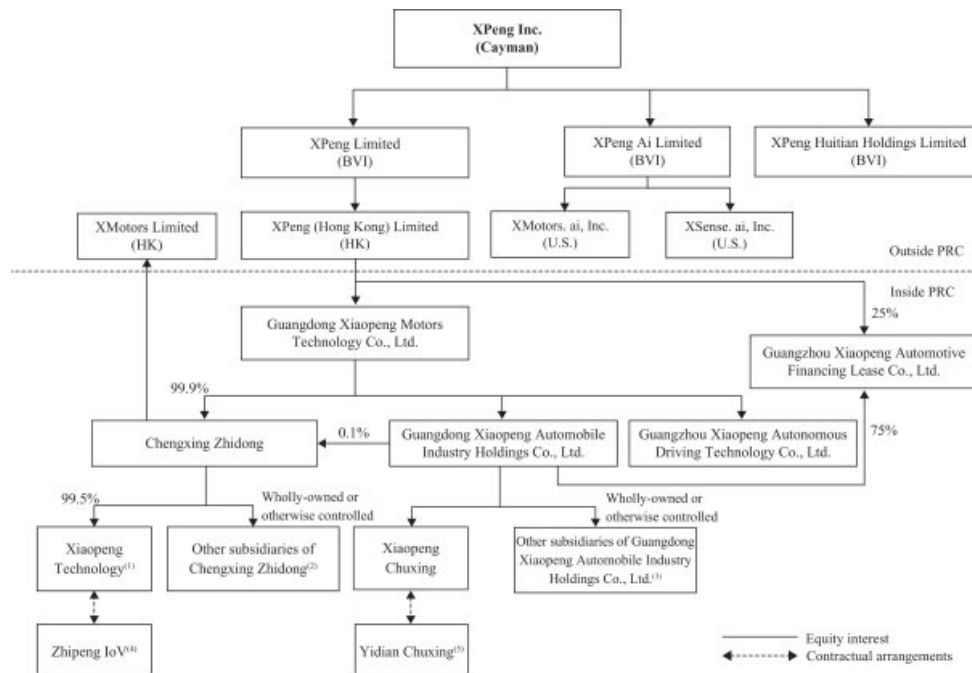 XPeng Inc.
(Cayman)
XPeng Limited
(BVI)
XPeng Ai Limited
(BVI)
XPeng Huitian Holdings Limited
(BVI)
XMotors Limited
(HK)
XPeng (Hong Kong) Limited
(HK)
XMotors. ai, Inc.
(U.S.)
XSense. ai, Inc.
(U.S.)
Outside PRC
Inside PRC
25%
Guangdong Xiaopeng Motors
Technology Co., Ltd.
Guangzhou Xiaopeng Automotive
Financing Lease Co., Ltd.
99.9%
Chengxing Zhidong
0.1%
Guangdong Xiaopeng Automobile
Industry Holdings Co., Ltd.
Guangzhou Xiaopeng Autonomous
Driving Technology Co., Ltd.
75%
99.5%
Wholly-owned or
otherwise controlled
Wholly-owned or
otherwise controlled
Xiaopeng
Technology(1)
Other subsidiaries of
Chengxing Zhidong(2)
Xiaopeng
Chuxing
Other subsidiaries of Guangdong
Xiaopeng Automobile Industry
Holdings Co., Ltd.(3)
Zhipeng IoV(4)
Yidian Chuxing(5)
Equity interest
Contractual arrangements